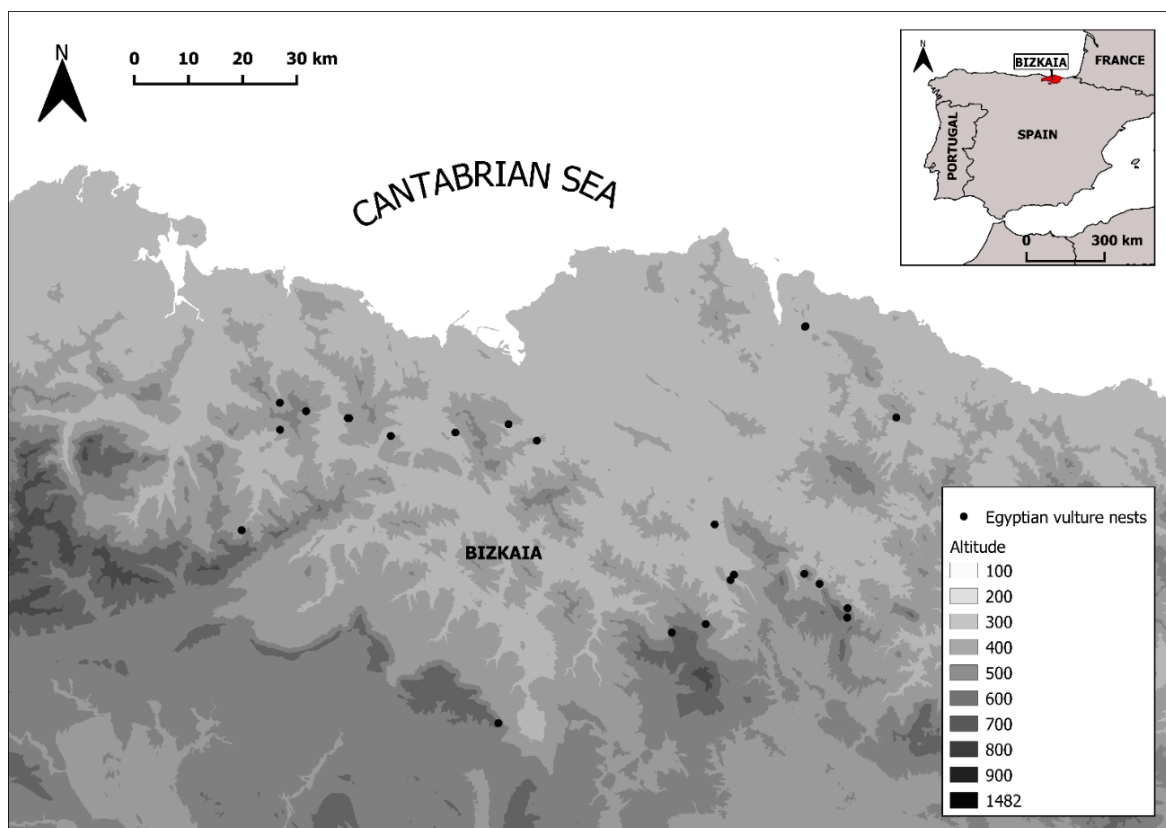 N
0 10 20 30 km
CANTABRIAN SEA
N
BIZKAIA
FRANCE
PORTUGAL
SPAIN
0 300 km
BIZKAIA
Egyptian vulture nests
Altitude
100
200
300
400
500
600
700
800
900
1482